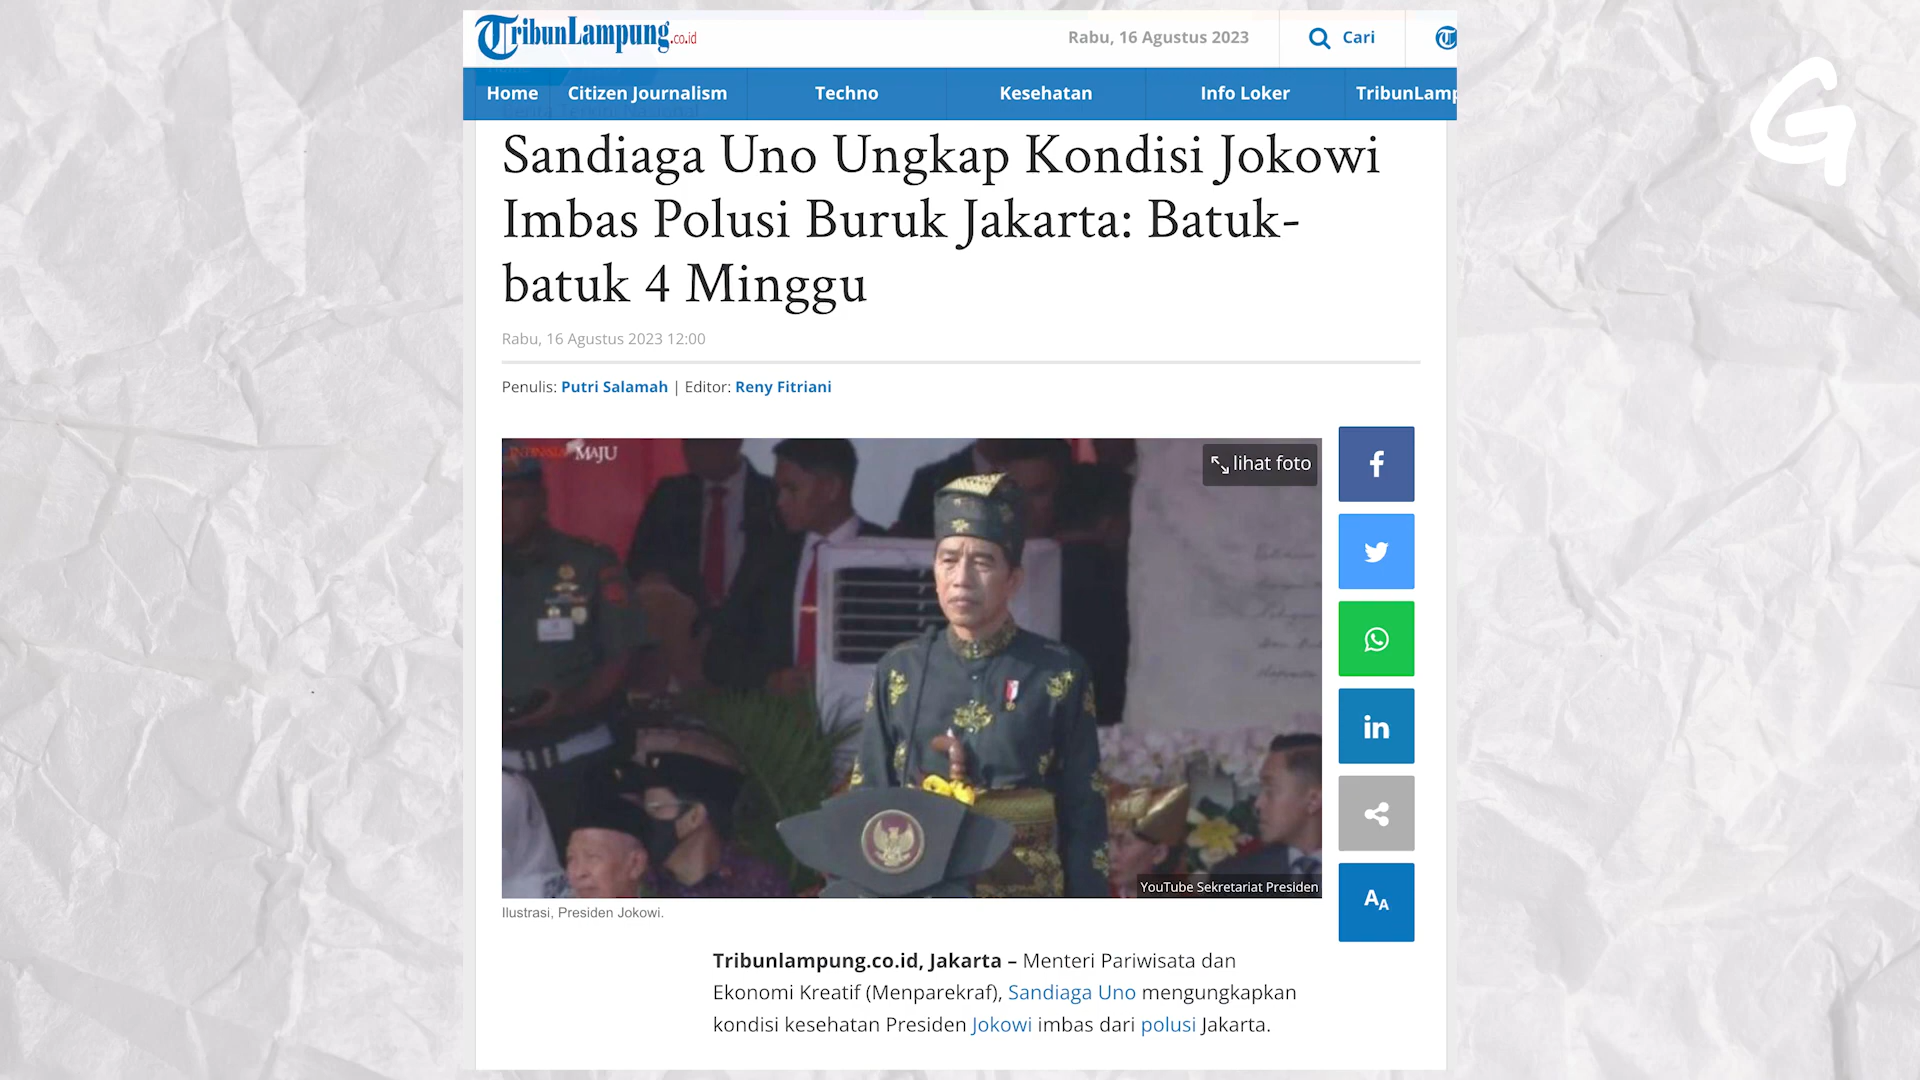 TribunLampung.co.id
Rabu, 16 Agustus 2023
Cari
Home Citizen Journalism Techno Kesehatan Info Loker TribunLamp
Sandiaga Uno Ungkap Kondisi Jokowi
Imbas Polusi Buruk Jakarta: Batuk-
batuk 4 Minggu
Rabu, 16 Agustus 2023 12:00
Penulis: Putri Salamah | Editor: Reny Fitriani
INDONESIA MAJU
lihat foto
YouTube Sekretariat Presiden
Ilustrasi, Presiden Jokowi.
Tribunlampung.co.id, Jakarta – Menteri Pariwisata dan
Ekonomi Kreatif (Menparekraf), Sandiaga Uno mengungkapkan
kondisi kesehatan Presiden Jokowi imbas dari polusi Jakarta.
G
f
in
AA